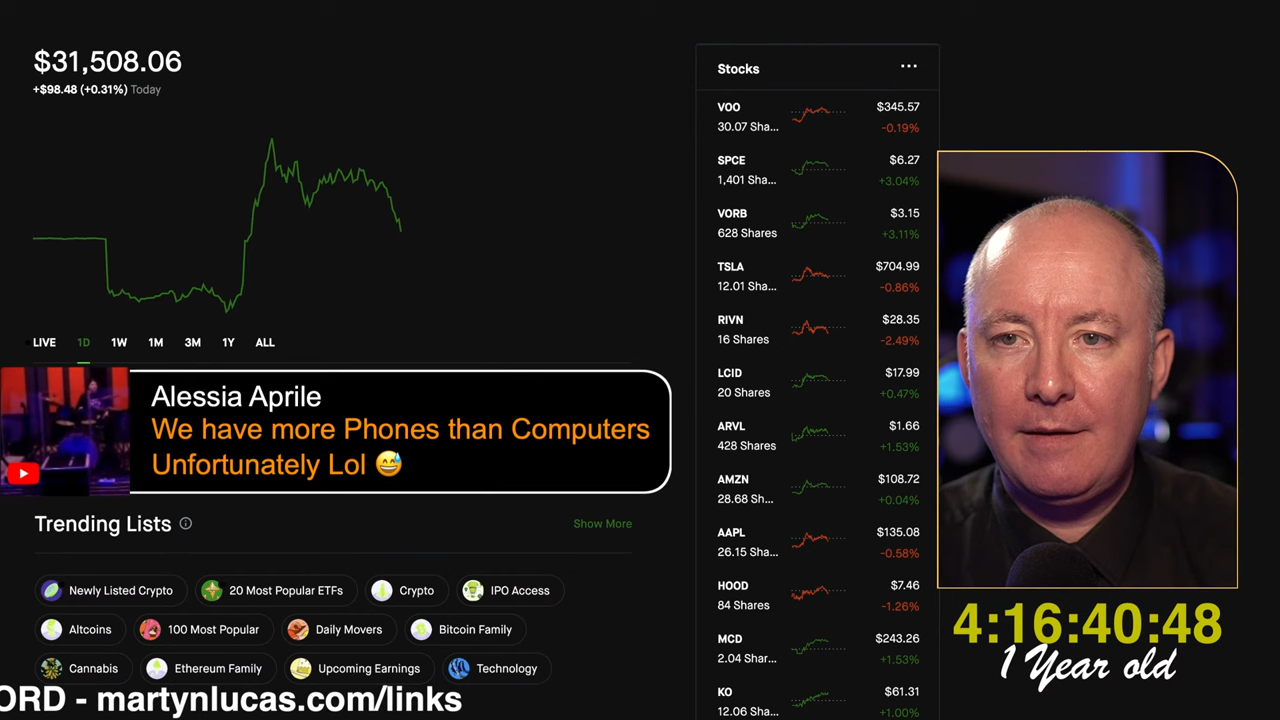 $31,508.06
+$98.48 (+0.31%) Today
LIVE 1D 1W 1M 3M 1Y ALL
Alessia Aprile
We have more Phones than Computers
Unfortunately Lol 😅
Trending Lists
Show More
Newly Listed Crypto 20 Most Popular ETFs Crypto IPO Access
Altcoins 100 Most Popular Daily Movers Bitcoin Family
Cannabis Ethereum Family Upcoming Earnings Technology
ORD - martynlucas.com/links
Stocks ...
VOO $345.57
30.07 Sha... -0.19%
SPCE $6.27
1,401 Sha... +3.04%
VORB $3.15
628 Shares +3.11%
TSLA $704.99
12.01 Sha... -0.86%
RIVN $28.35
16 Shares -2.49%
LCID $17.99
20 Shares +0.47%
ARVL $1.66
428 Shares +1.53%
AMZN $108.72
28.68 Sh... +0.04%
AAPL $135.08
26.15 Sha... -0.58%
HOOD $7.46
84 Shares -1.26%
MCD $243.26
2.04 Shar... +1.53%
KO $61.31
12.06 Sha... +1.00%
4:16:40:48
1 Year old